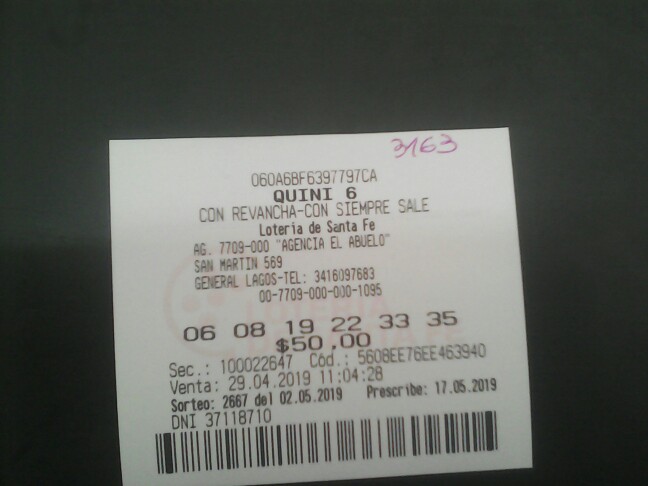 3163
060A6BF6397797CA
QUINI 6
CON REVANCHA-CON SIEMPRE SALE
Lotería de Santa Fe
AG. 7709-000 "AGENCIA EL ABUELO"
SAN MARTIN 569
GENERAL LAGOS-TEL: 3416097683
00-7709-000-000-1095
06 08 19 22 33 35
$50.00
Sec.: 100022647 Cód.: 5608EE76EE463940
Venta: 29.04.2019 11:04:28
Sorteo: 2667 del 02.05.2019 Prescribe: 17.05.2019
DNI 37118710